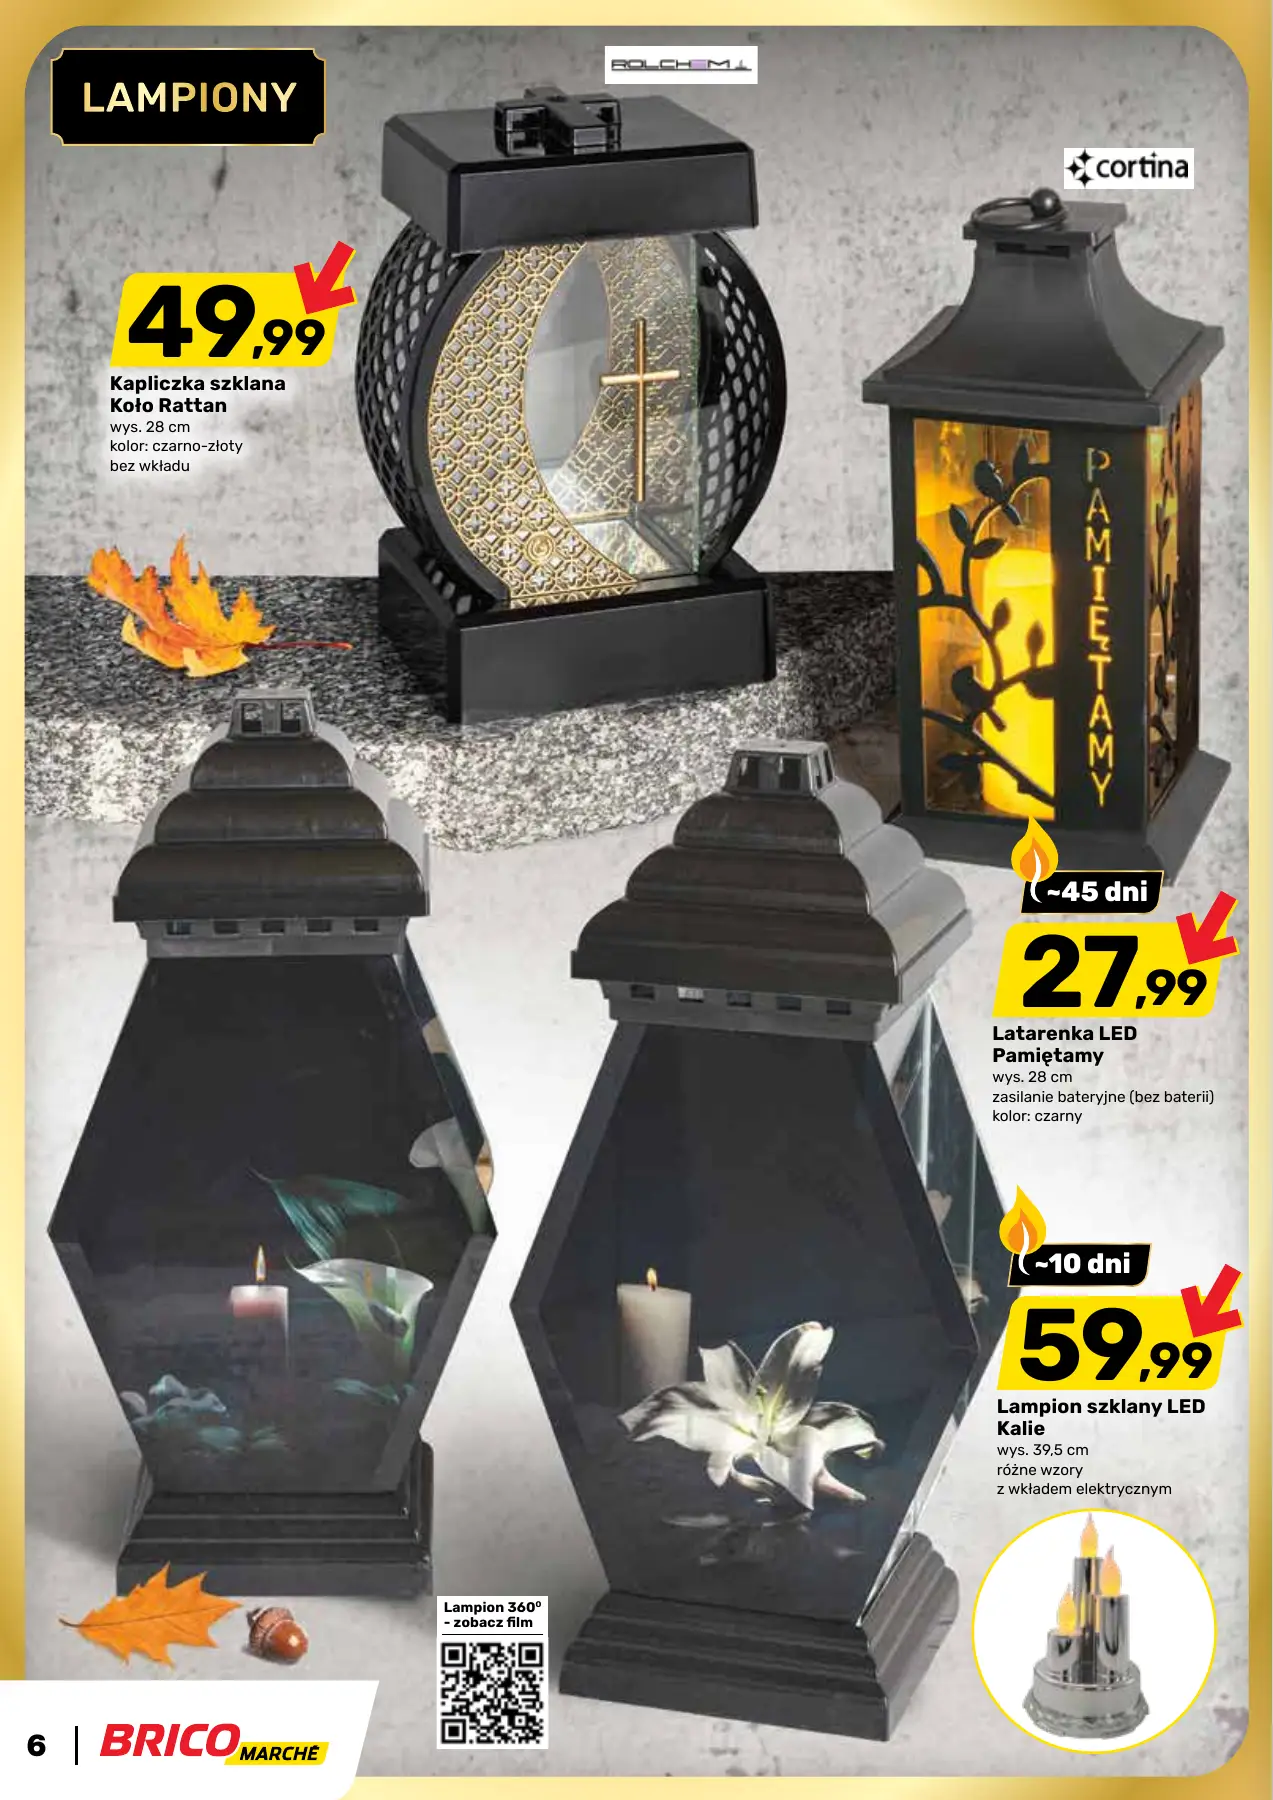 LAMPIONY
ROLCHEM
cortina
49,99
Kapliczka szklana
Koło Rattan
wys. 28 cm
kolor: czarno-złoty
bez wkładu
PAMIĘTAMY
~45 dni
27,99
Latarenka LED
Pamiętamy
wys. 28 cm
zasilanie bateryjne (bez baterii)
kolor: czarny
~10 dni
59,99
Lampion szklany LED
Kalie
wys. 39,5 cm
różne wzory
z wkładem elektrycznym
Lampion 360⁰
- zobacz film
6
BRICO
MARCHÉ